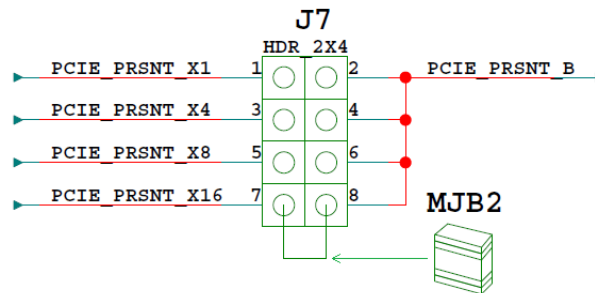 J7
HDR_2X4
PCIE_PRSNT_X1 1 2 PCIE_PRSNT_B
PCIE_PRSNT_X4 3 4
PCIE_PRSNT_X8 5 6
PCIE_PRSNT_X16 7 8
MJB2